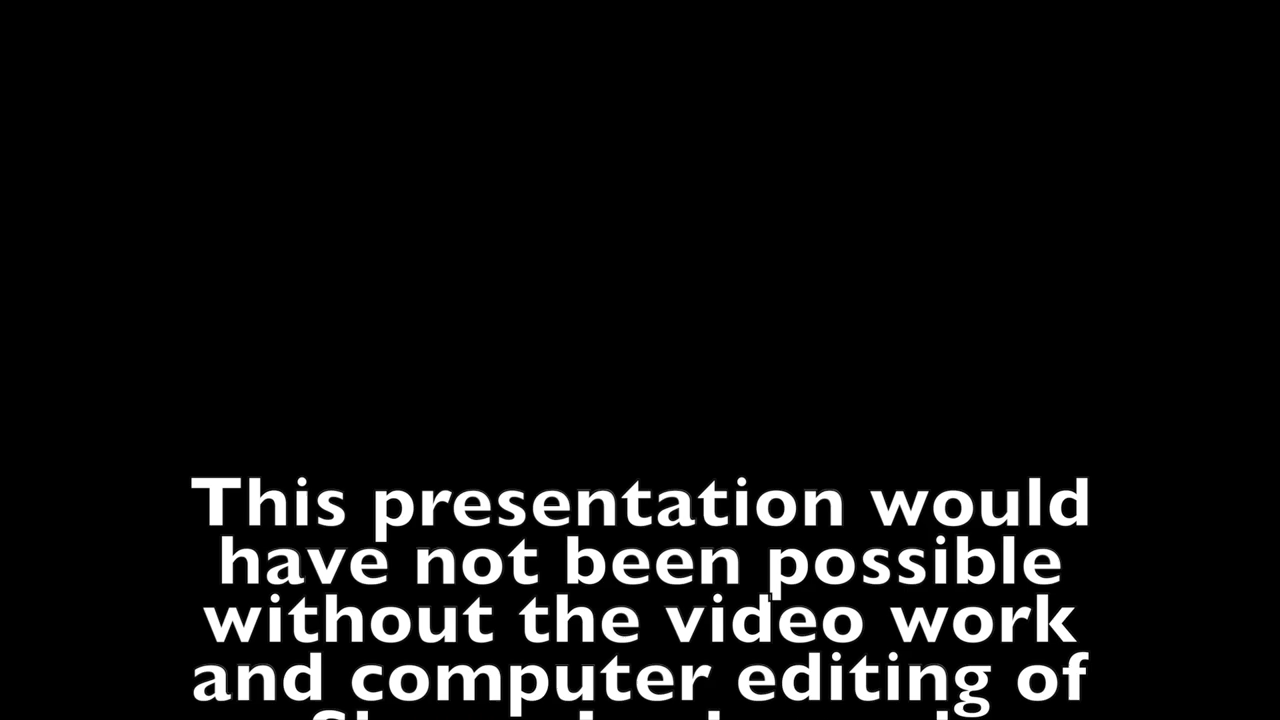 This presentation would
have not been possible
without the video work
and computer editing of